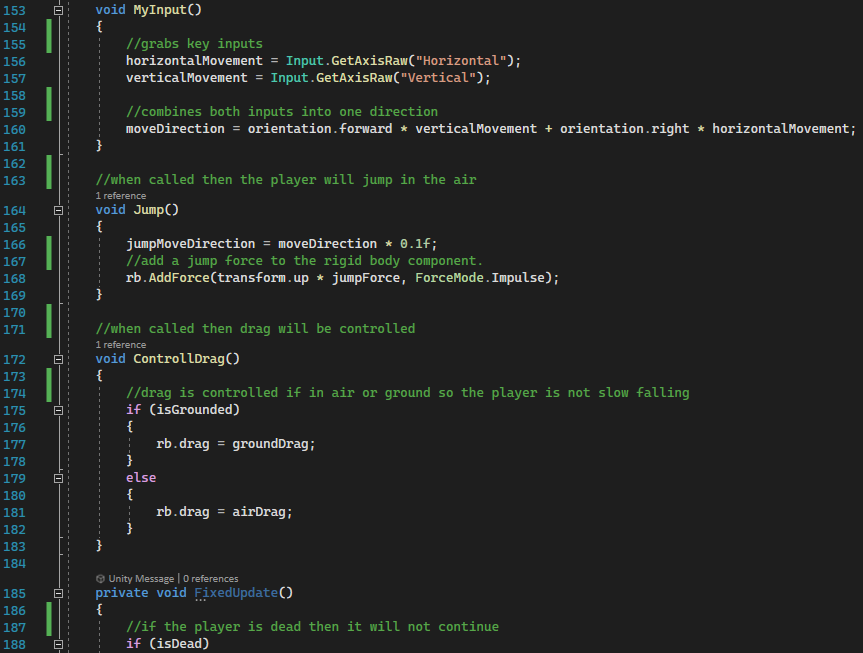 153 void MyInput()
154 {
155 //grabs key inputs
156 horizontalMovement = Input.GetAxisRaw("Horizontal");
157 verticalMovement = Input.GetAxisRaw("Vertical");
158
159 //combines both inputs into one direction
160 moveDirection = orientation.forward * verticalMovement + orientation.right * horizontalMovement;
161 }
162
163 //when called then the player will jump in the air
1 reference
164 void Jump()
165 {
166 jumpMoveDirection = moveDirection * 0.1f;
167 //add a jump force to the rigid body component.
168 rb.AddForce(transform.up * jumpForce, ForceMode.Impulse);
169 }
170
171 //when called then drag will be controlled
1 reference
172 void ControllDrag()
173 {
174 //drag is controlled if in air or ground so the player is not slow falling
175 if (isGrounded)
176 {
177 rb.drag = groundDrag;
178 }
179 else
180 {
181 rb.drag = airDrag;
182 }
183 }
184
Unity Message | 0 references
185 private void FixedUpdate()
186 {
187 //if the player is dead then it will not continue
188 if (isDead)